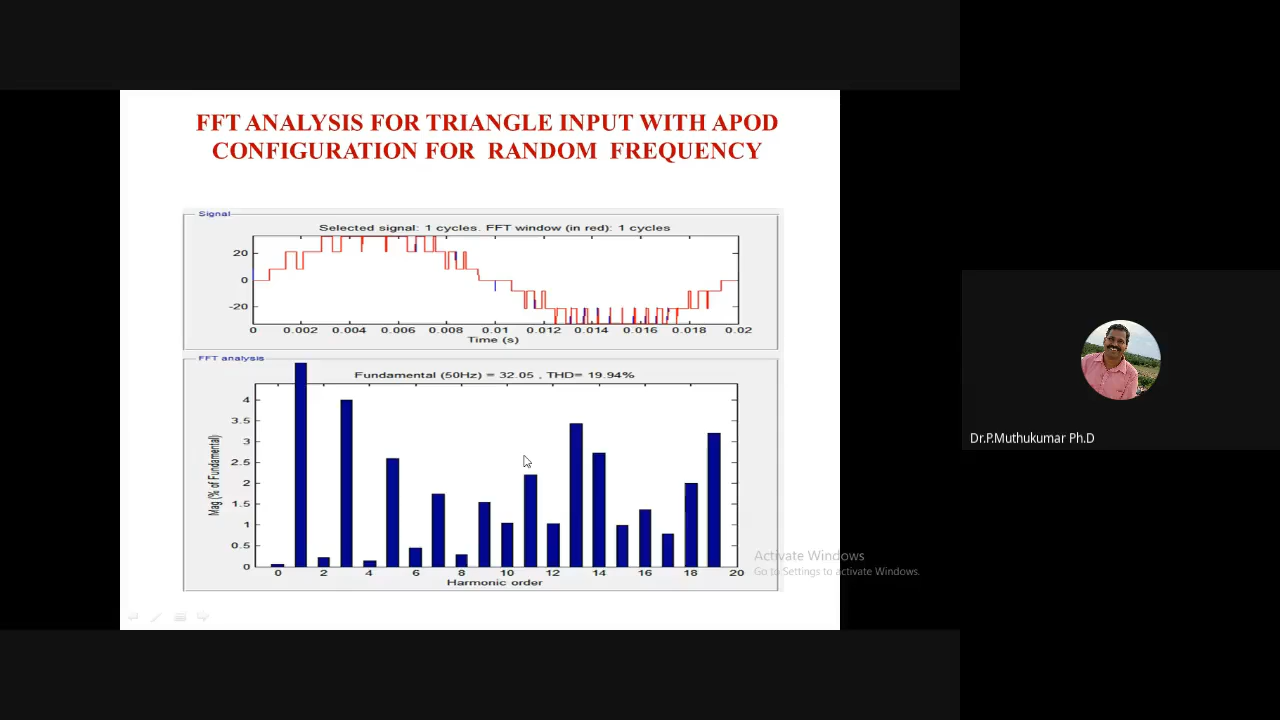 FFT ANALYSIS FOR TRIANGLE INPUT WITH APOD
CONFIGURATION FOR RANDOM FREQUENCY
Signal
Selected signal: 1 cycles. FFT window (in red): 1 cycles
20
0
-20
0 0.002 0.004 0.006 0.008 0.01 0.012 0.014 0.016 0.018 0.02
Time (s)
FFT analysis
Fundamental (50Hz) = 32.05 , THD= 19.94%
4
3.5
3
2.5
2
1.5
1
0.5
0
Mag (% of Fundamental)
0 2 4 6 8 10 12 14 16 18 20
Harmonic order
Activate Windows
Go to Settings to activate Windows.
Dr.P.Muthukumar Ph.D